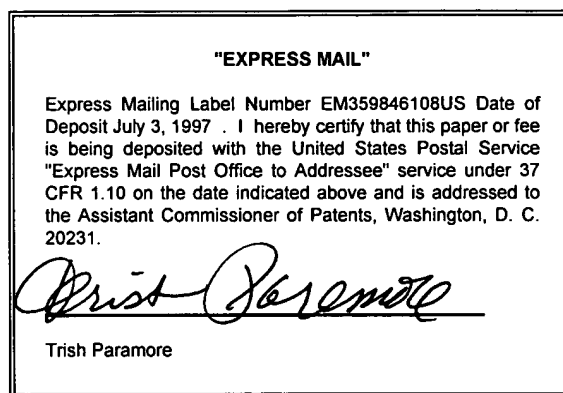 "EXPRESS MAIL"
Express Mailing Label Number EM359846108US Date of
Deposit July 3, 1997 . I hereby certify that this paper or fee
is being deposited with the United States Postal Service
"Express Mail Post Office to Addressee" service under 37
CFR 1.10 on the date indicated above and is addressed to
the Assistant Commissioner of Patents, Washington, D. C.
20231.
Trish Paramore
Trish Paramore